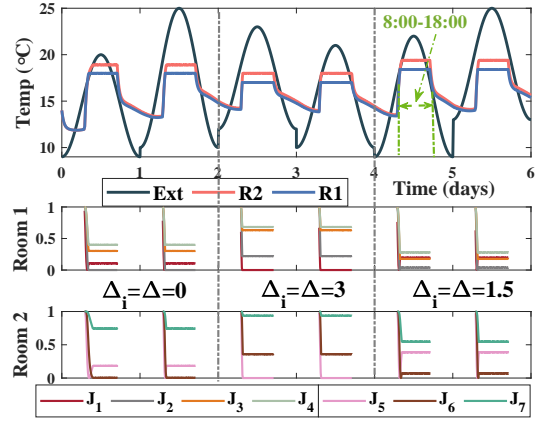 25
20
15
10
Temp (°C)
8:00-18:00
0 1 2 3 4 5 6
Time (days)
Ext R2 R1
1
0.5
0
Room 1
Δi=Δ=0 Δi=Δ=3 Δi=Δ=1.5
1
0.5
0
Room 2
J1 J2 J3 J4 J5 J6 J7